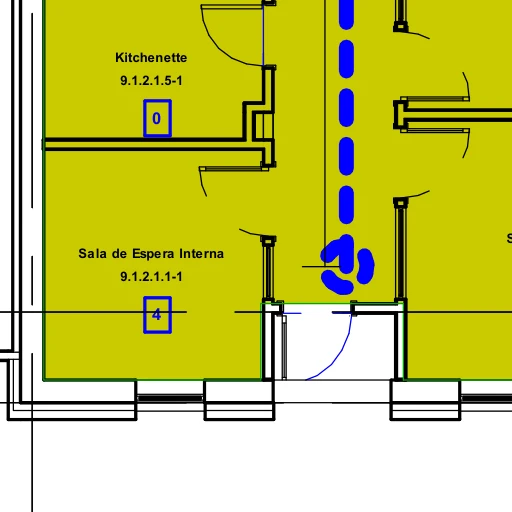 Kitchenette
9.1.2.1.5-1
0
Sala de Espera Interna
9.1.2.1.1-1
4
S